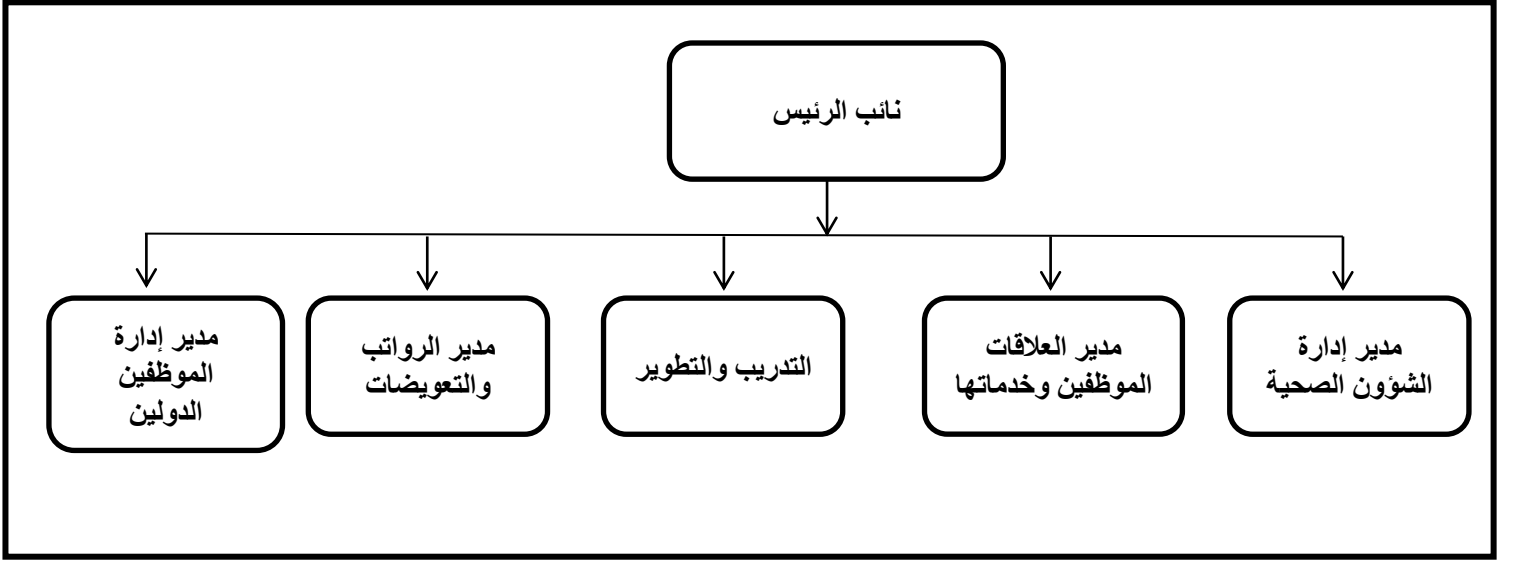 نائب الرئيس
مدير إدارة
الشؤون الصحية
مدير العلاقات
الموظفين وخدماتها
التدريب والتطوير
مدير الرواتب
والتعويضات
مدير إدارة
الموظفين
الدولين